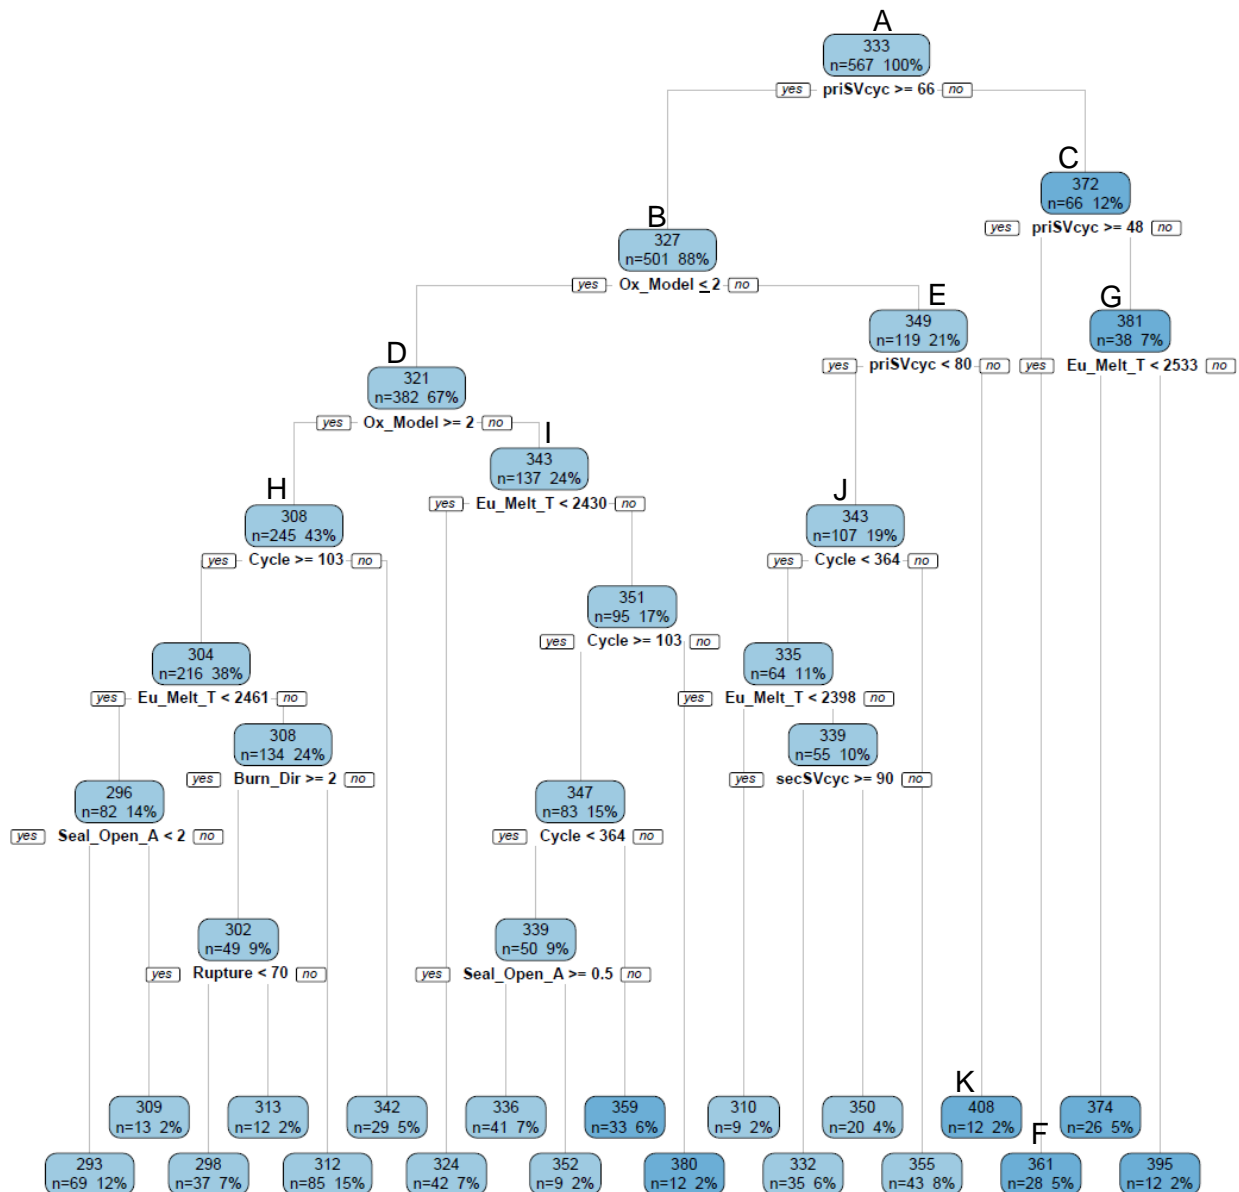 A
333
n=567 100%
yes priSVcyc >= 66 no
C
372
n=66 12%
yes priSVcyc >= 48 no
B
327
n=501 88%
yes Ox_Model ≤ 2 no
E
349
n=119 21%
yes priSVcyc < 80 no
G
381
n=38 7%
yes Eu_Melt_T < 2533 no
D
321
n=382 67%
yes Ox_Model >= 2 no
I
343
n=137 24%
yes Eu_Melt_T < 2430 no
H
308
n=245 43%
yes Cycle >= 103 no
J
343
n=107 19%
yes Cycle < 364 no
351
n=95 17%
yes Cycle >= 103 no
304
n=216 38%
yes Eu_Melt_T < 2461 no
335
n=64 11%
yes Eu_Melt_T < 2398 no
308
n=134 24%
yes Burn_Dir >= 2 no
339
n=55 10%
yes secSVcyc >= 90 no
296
n=82 14%
yes Seal_Open_A < 2 no
347
n=83 15%
yes Cycle < 364 no
302
n=49 9%
yes Rupture < 70 no
339
n=50 9%
yes Seal_Open_A >= 0.5 no
K
309
n=13 2%
313
n=12 2%
342
n=29 5%
336
n=41 7%
359
n=33 6%
310
n=9 2%
350
n=20 4%
408
n=12 2%
374
n=26 5%
F
293
n=69 12%
298
n=37 7%
312
n=85 15%
324
n=42 7%
352
n=9 2%
380
n=12 2%
332
n=35 6%
355
n=43 8%
361
n=28 5%
395
n=12 2%